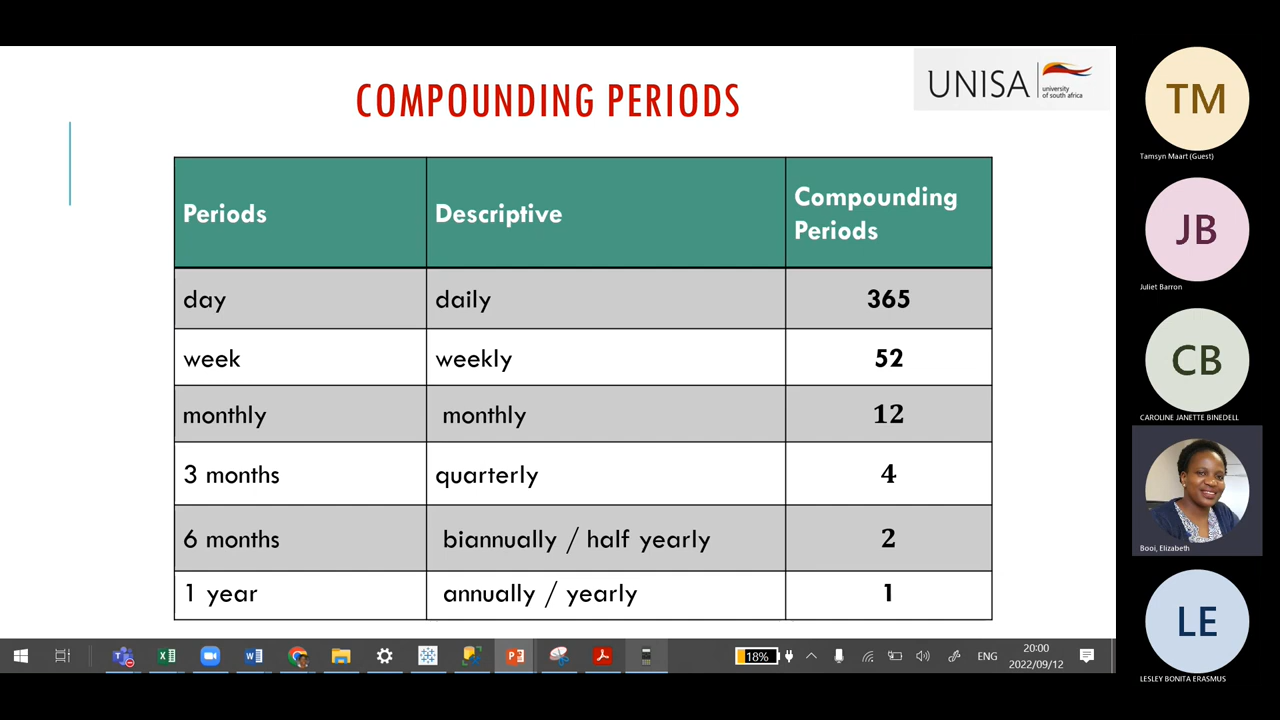 COMPOUNDING PERIODS
UNISA
university
of south africa
Periods
Descriptive
Compounding
Periods
day
daily
365
week
weekly
52
monthly
monthly
12
3 months
quarterly
4
6 months
biannually / half yearly
2
1 year
annually / yearly
1
18%
ENG
20:00
2022/09/12
TM
Tamsyn Maart (Guest)
JB
Juliet Barron
CB
CAROLINE JANETTE BINEDELL
Booi, Elizabeth
LE
LESLEY BONITA ERASMUS